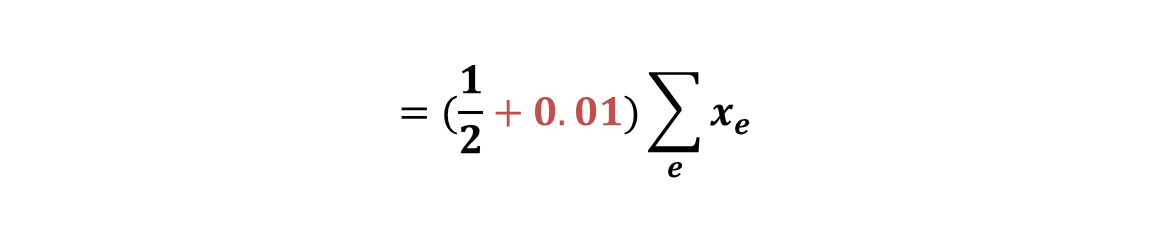 = (1/2 + 0.01) ∑_e x_e